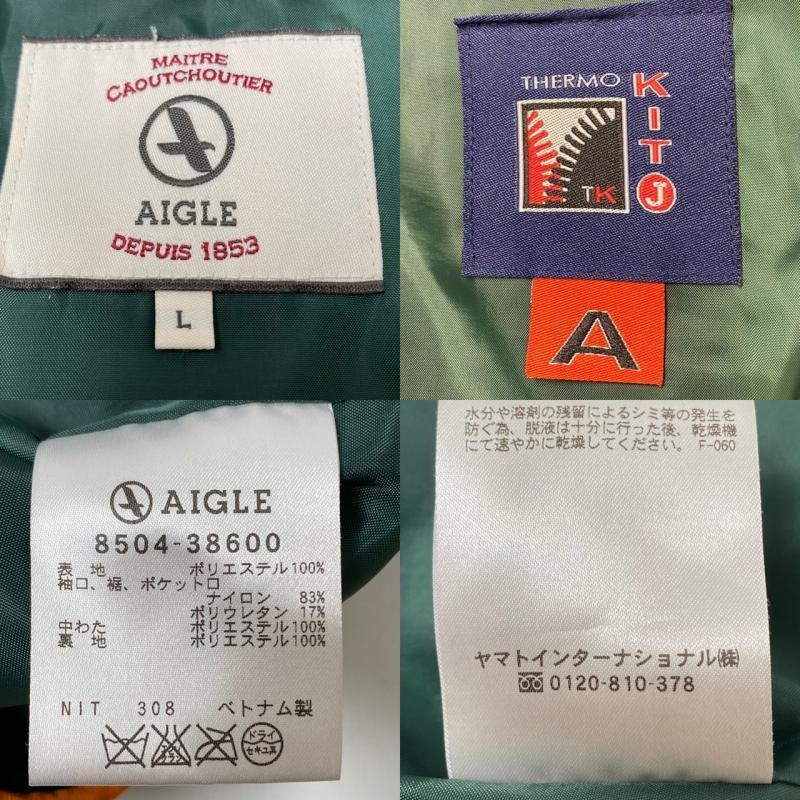 MAITRE
CAOUTCHOUTIER
AIGLE
DEPUIS 1853
L
THERMO
KITJ
TK
A
AIGLE
8504-38600
表 地 ポリエステル100%
袖口、裾、ポケット口
ナイロン 83%
ポリウレタン 17%
中わた ポリエステル100%
裏 地 ポリエステル100%
NIT 308 ベトナム製
エンソ
サラシ
ドライ
セキユ系
水分や溶剤の残留によるシミ等の発生を
防ぐ為、脱液は十分に行った後、乾燥機
にて速やかに乾燥してください。 F-060
ヤマトインターナショナル㈱
0120-810-378